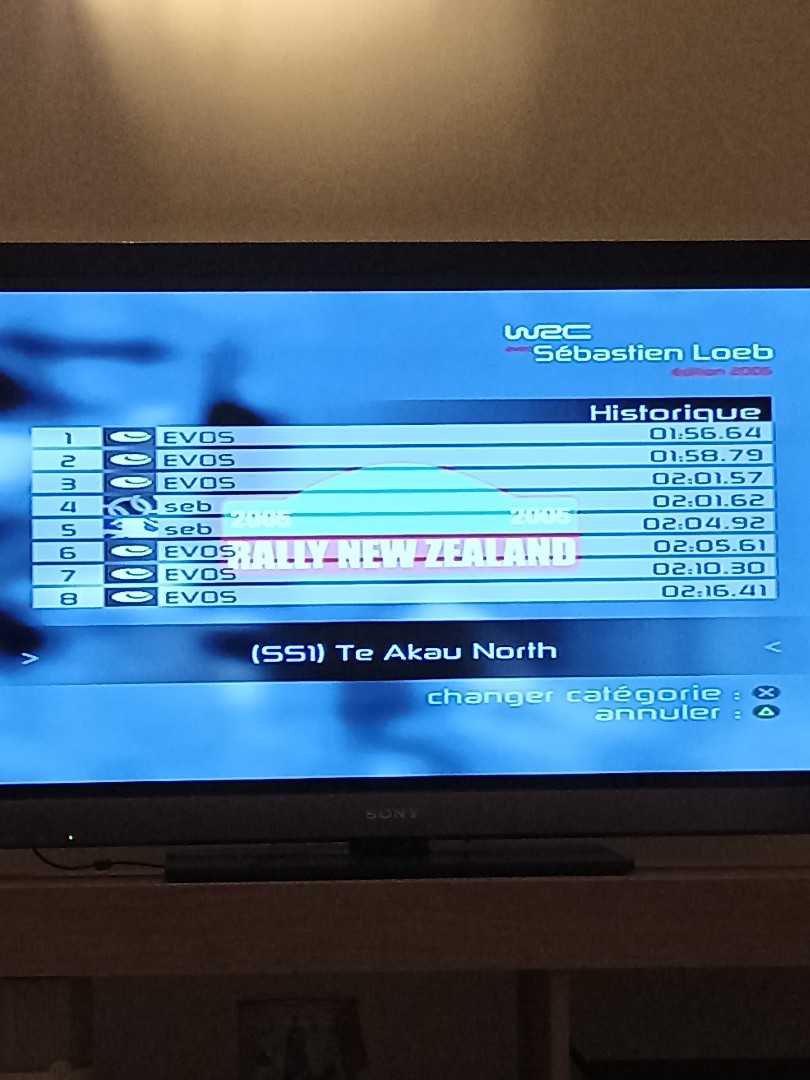 WRC
avec
Sébastien Loeb
édition 2005
Historique
1 EVOS 01:56.64
2 EVOS 01:58.79
3 EVOS 02:01.57
4 seb 02:01.62
5 seb 02:04.92
6 EVOS 02:05.61
7 EVOS 02:10.30
8 EVOS 02:16.41
2005 2005
RALLY NEW ZEALAND
> (SS1) Te Akau North <
changer catégorie :
annuler :
SONY